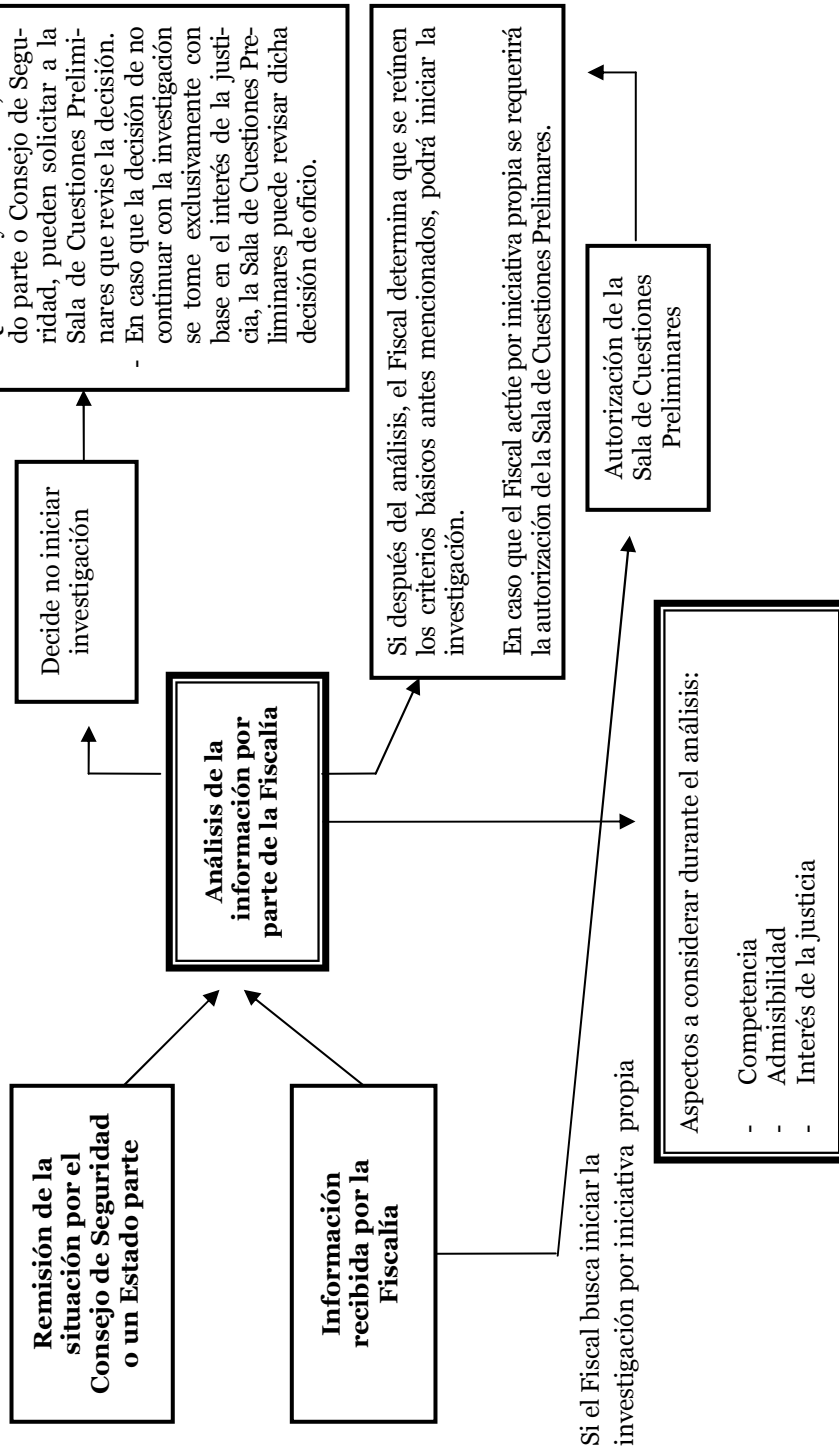 Remisión de la
situación por el
Consejo de Seguridad
o un Estado parte
Información
recibida por la
Fiscalía
Si el Fiscal busca iniciar la
investigación por iniciativa propia
Análisis de la
información por
parte de la Fiscalía
Aspectos a considerar durante el análisis:
- Competencia
- Admisibilidad
- Interés de la justicia
Decide no iniciar
investigación
do parte o Consejo de Segu-
ridad, pueden solicitar a la
Sala de Cuestiones Prelimi-
nares que revise la decisión.
- En caso que la decisión de no
continuar con la investigación
se tome exclusivamente con
base en el interés de la justi-
cia, la Sala de Cuestiones Pre-
liminares puede revisar dicha
decisión de oficio.
Si después del análisis, el Fiscal determina que se reúnen
los criterios básicos antes mencionados, podrá iniciar la
investigación.
En caso que el Fiscal actúe por iniciativa propia se requerirá
la autorización de la Sala de Cuestiones Prelimares.
Autorización de la
Sala de Cuestiones
Preliminares